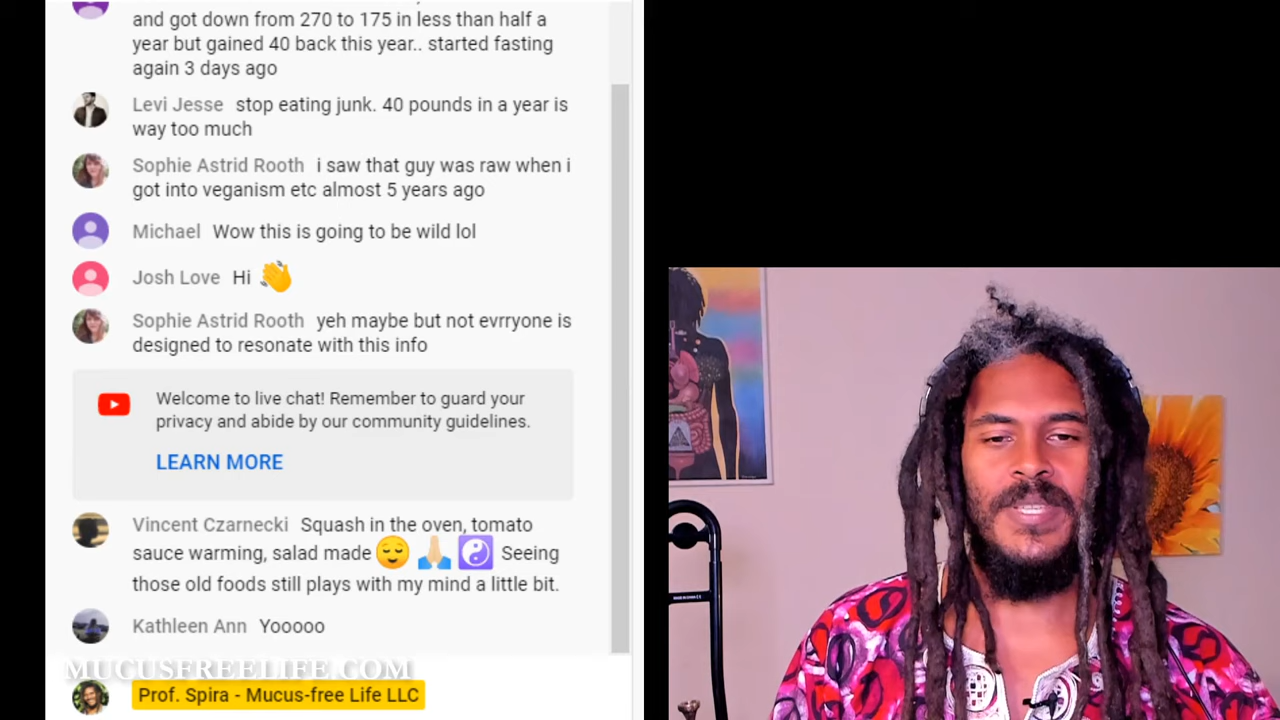 and got down from 270 to 175 in less than half a
year but gained 40 back this year.. started fasting
again 3 days ago
Levi Jesse stop eating junk. 40 pounds in a year is
way too much
Sophie Astrid Rooth i saw that guy was raw when i
got into veganism etc almost 5 years ago
Michael Wow this is going to be wild lol
Josh Love Hi 👋
Sophie Astrid Rooth yeh maybe but not evrryone is
designed to resonate with this info
Welcome to live chat! Remember to guard your
privacy and abide by our community guidelines.
LEARN MORE
Vincent Czarnecki Squash in the oven, tomato
sauce warming, salad made 😌 🙏🏼 ☯️ Seeing
those old foods still plays with my mind a little bit.
Kathleen Ann Yooooo
MUCUSFREELIFE.COM
Prof. Spira - Mucus-free Life LLC